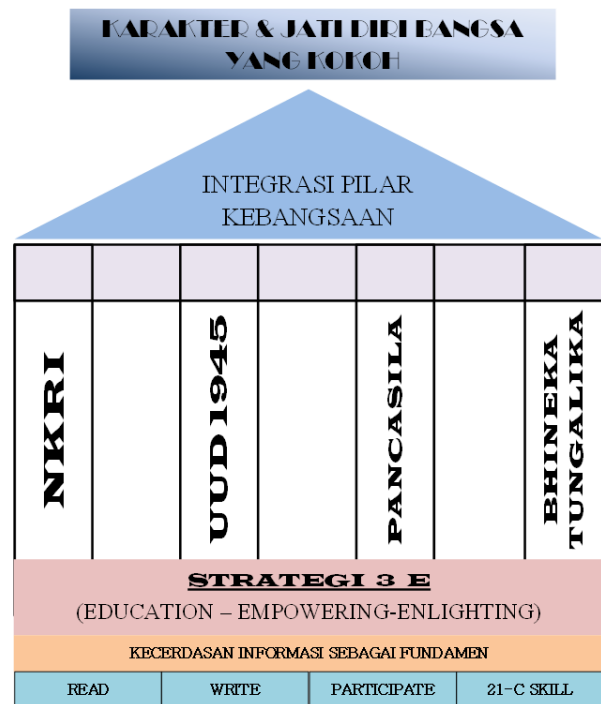 KARAKTER & JATI DIRI BANGSA
YANG KOKOH
INTEGRASI PILAR
KEBANGSAAN
NKRI
UUD 1945
PANCASILA
BHINEKA
TUNGALIKA
STRATEGI 3 E
(EDUCATION – EMPOWERING-ENLIGHTING)
KECERDASAN INFORMASI SEBAGAI FUNDAMEN
READ
WRITE
PARTICIPATE
21-C SKILL